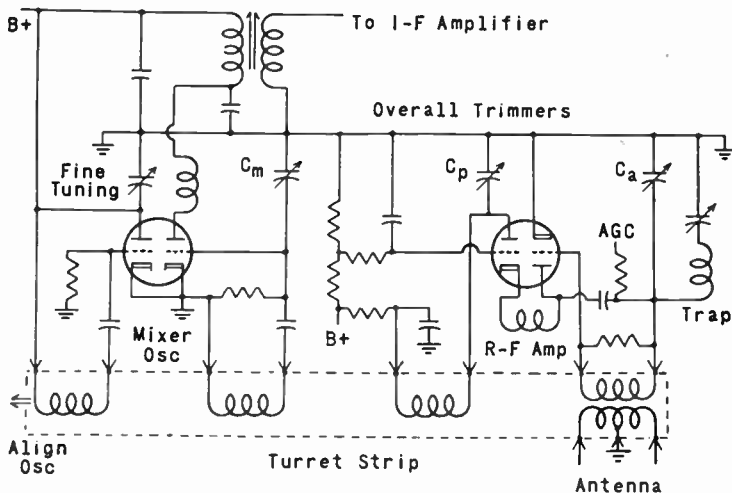 B+
To I-F Amplifier
Overall Trimmers
Fine
Tuning
Cm
Cp
Ca
AGC
Mixer
Osc
B+
R-F Amp
Trap
Align
Osc
Turret Strip
Antenna